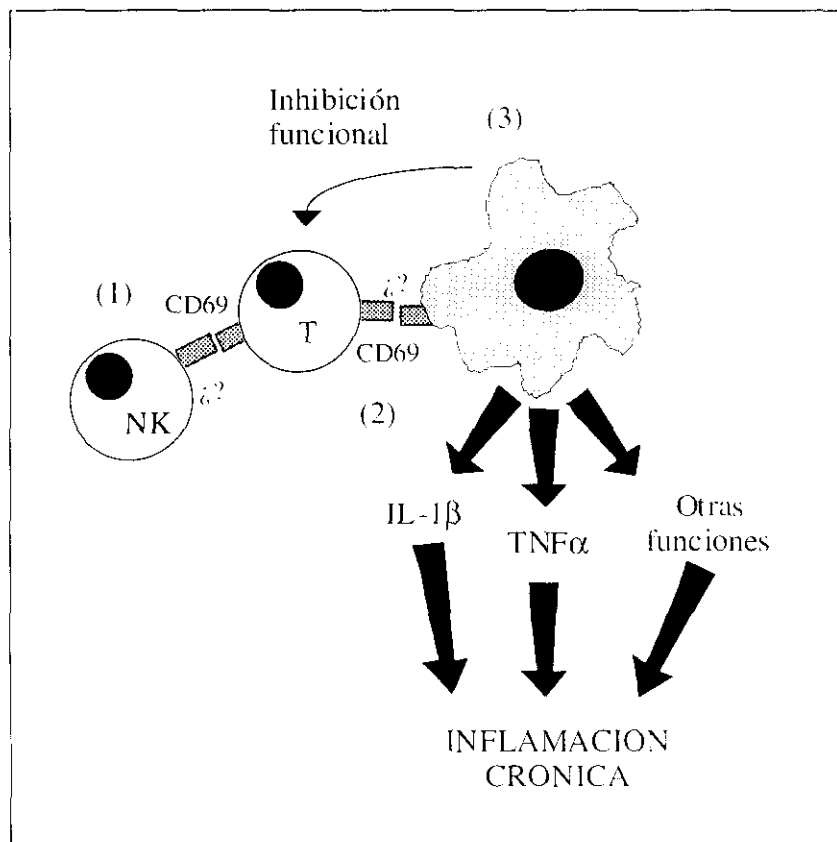 Inhibición
funcional
(3)
(1)
CD69
¿?
T
¿?
CD69
NK
(2)
IL-1β
TNFα
Otras
funciones
INFLAMACION
CRONICA